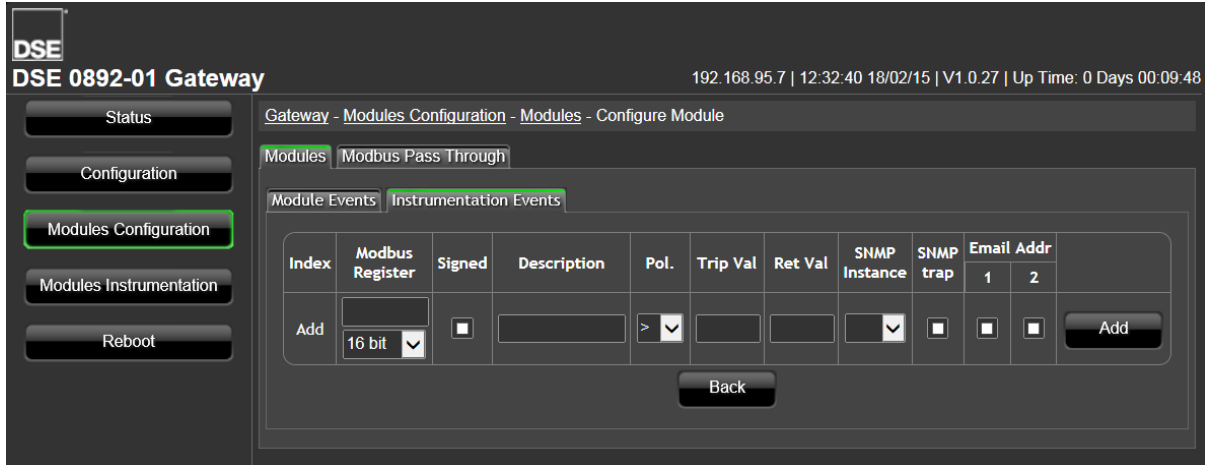 DSE
DSE 0892-01 Gateway
192.168.95.7 | 12:32:40 18/02/15 | V1.0.27 | Up Time: 0 Days 00:09:48
Status
Configuration
Modules Configuration
Modules Instrumentation
Reboot
Gateway - Modules Configuration - Modules - Configure Module
Modules Modbus Pass Through
Module Events Instrumentation Events
Index Modbus Register Signed Description Pol. Trip Val Ret Val SNMP Instance SNMP trap Email Addr 1 2
Add 16 bit > Add
Back